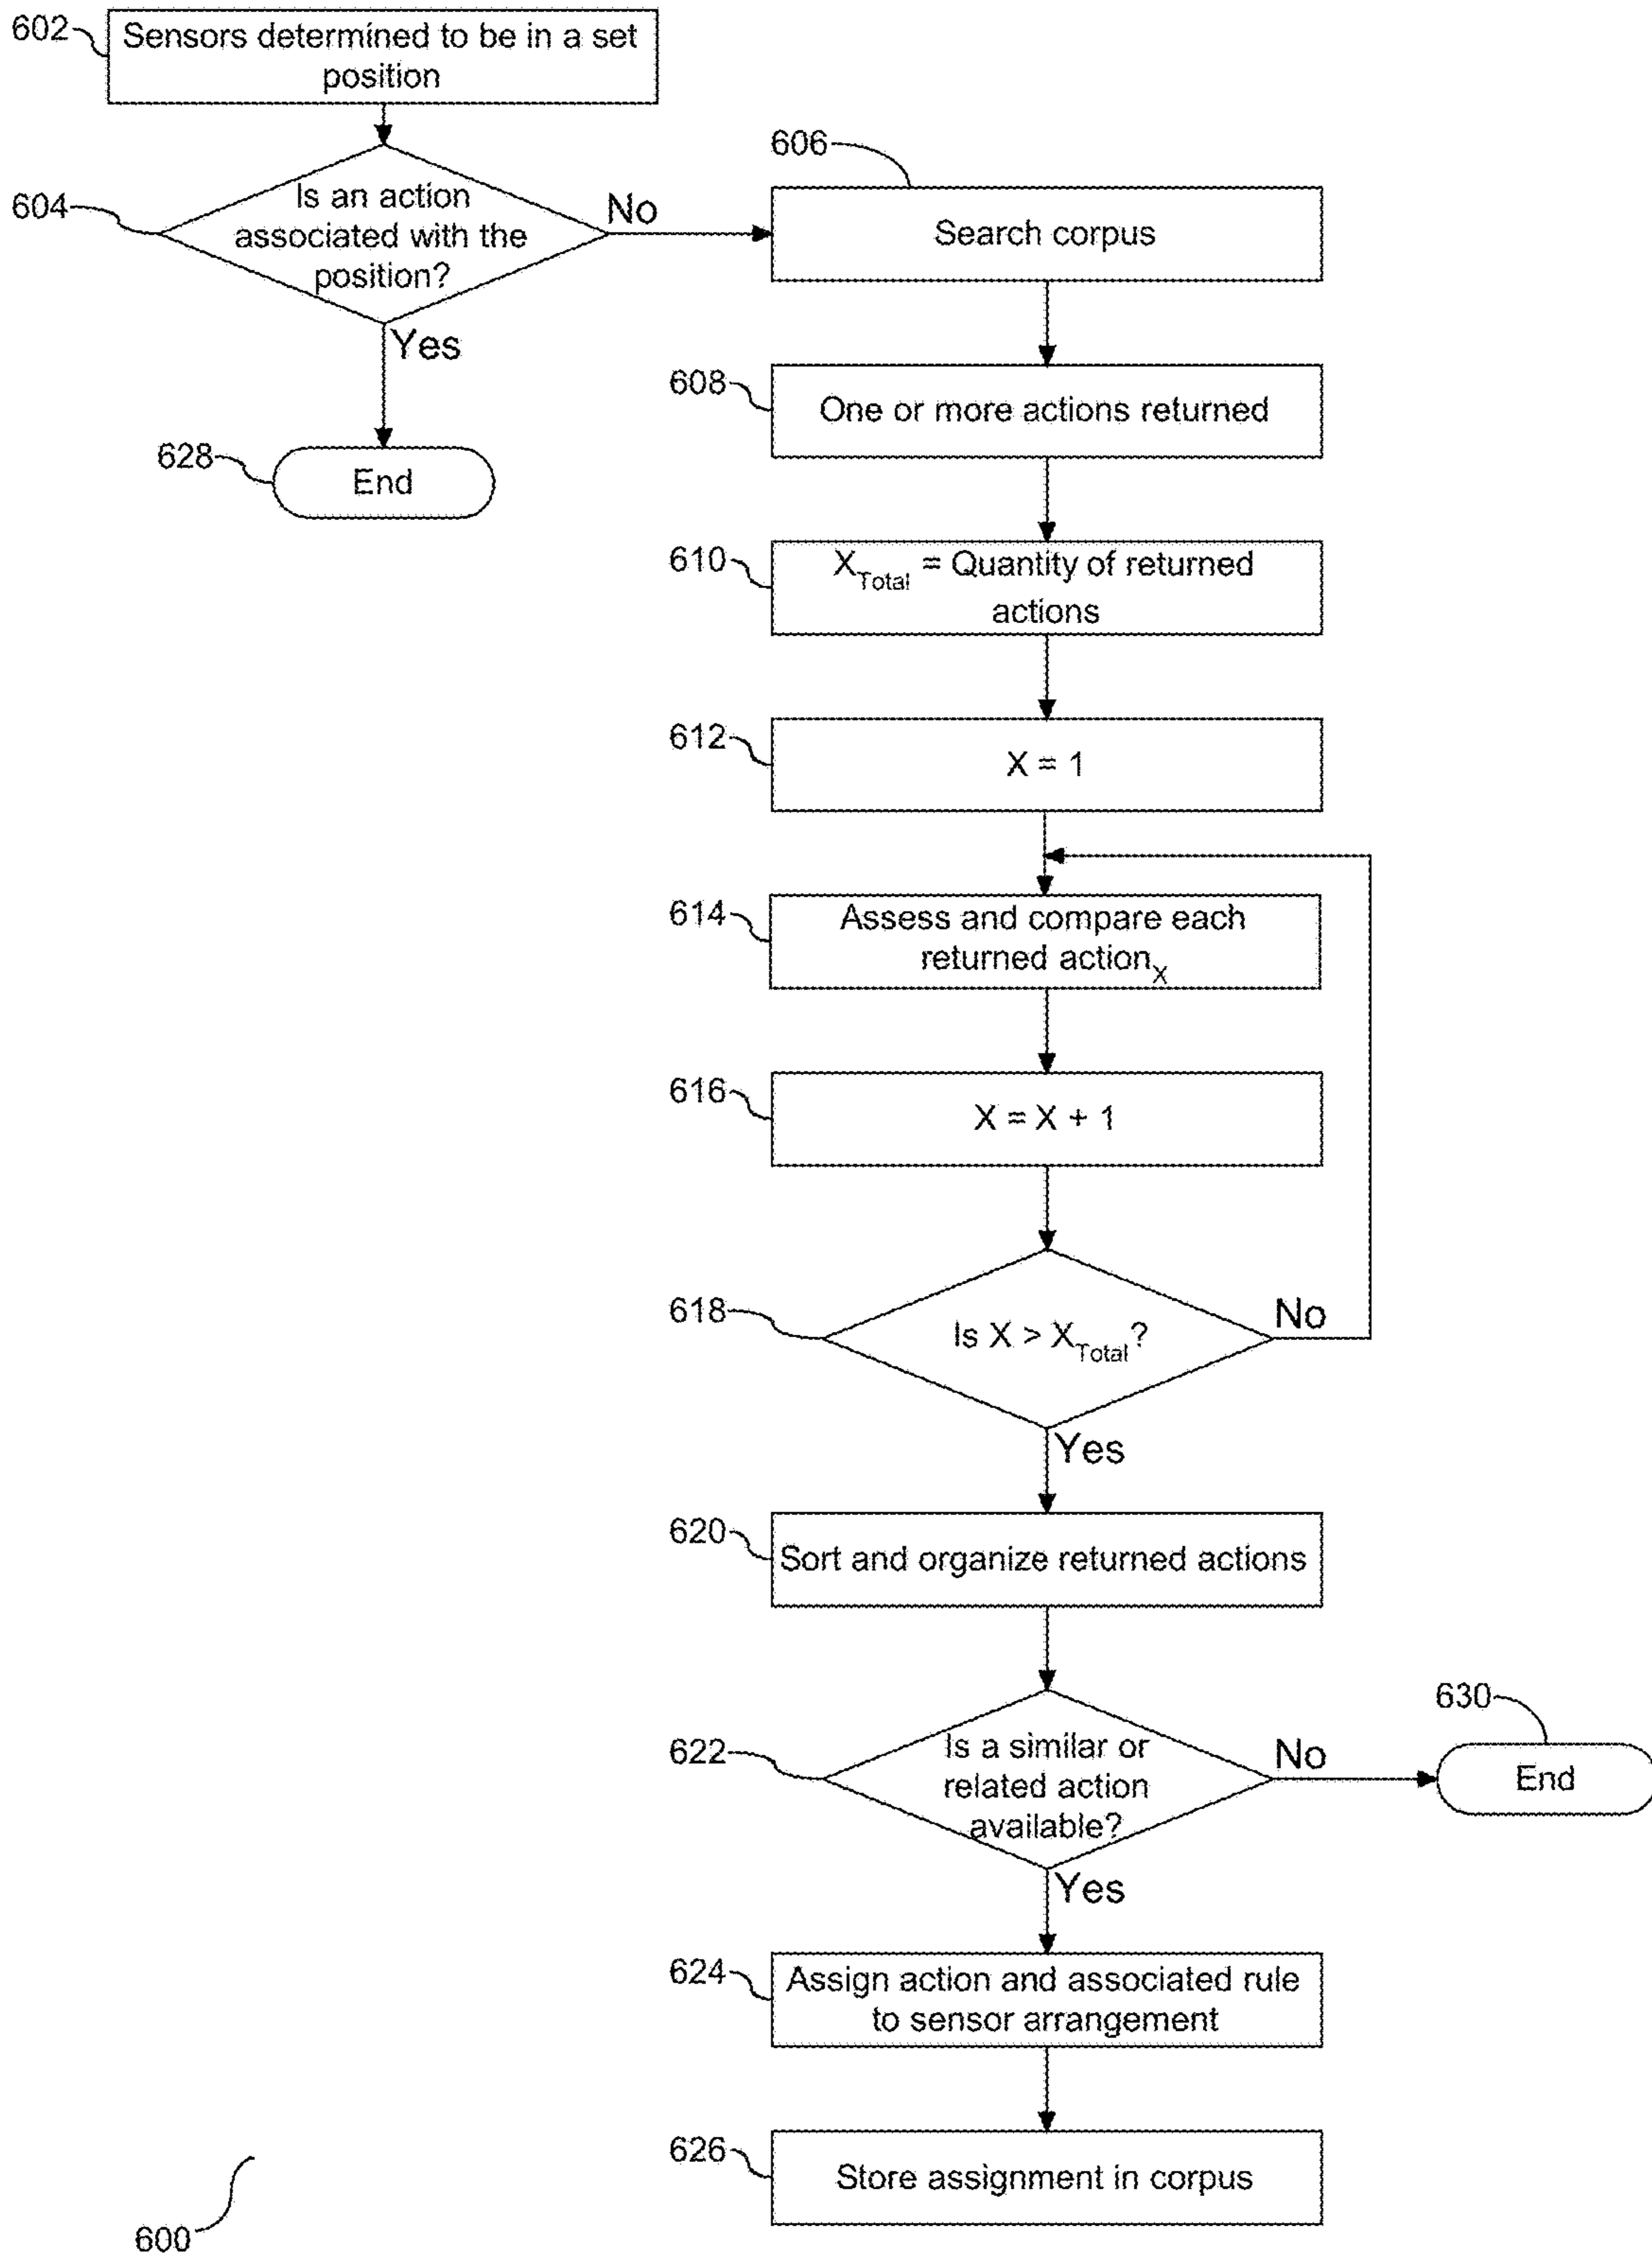 602
Sensors determined to be in a set
position
604
Is an action
associated with the
position?
No
Yes
628
End
606
Search corpus
608
One or more actions returned
610
X_Total = Quantity of returned
actions
612
X = 1
614
Assess and compare each
returned action_X
616
X = X + 1
618
Is X > X_Total?
No
Yes
620
Sort and organize returned actions
622
Is a similar or
related action
available?
No
630
End
Yes
624
Assign action and associated rule
to sensor arrangement
626
Store assignment in corpus
600